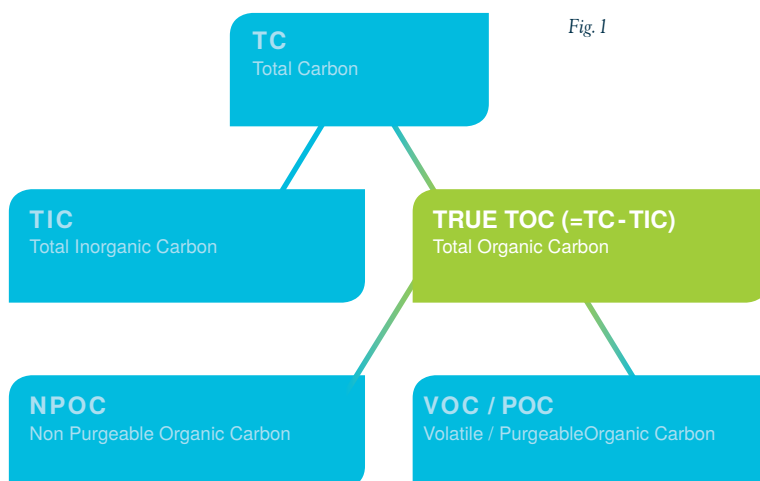 Fig. 1
TC
Total Carbon
TIC
Total Inorganic Carbon
TRUE TOC (=TC-TIC)
Total Organic Carbon
NPOC
Non Purgeable Organic Carbon
VOC / POC
Volatile / PurgeableOrganic Carbon